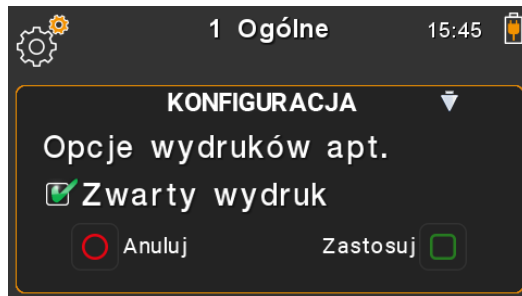 1 Ogólne 15:45
KONFIGURACJA
Opcje wydruków apt.
Zwarty wydruk
Anuluj Zastosuj